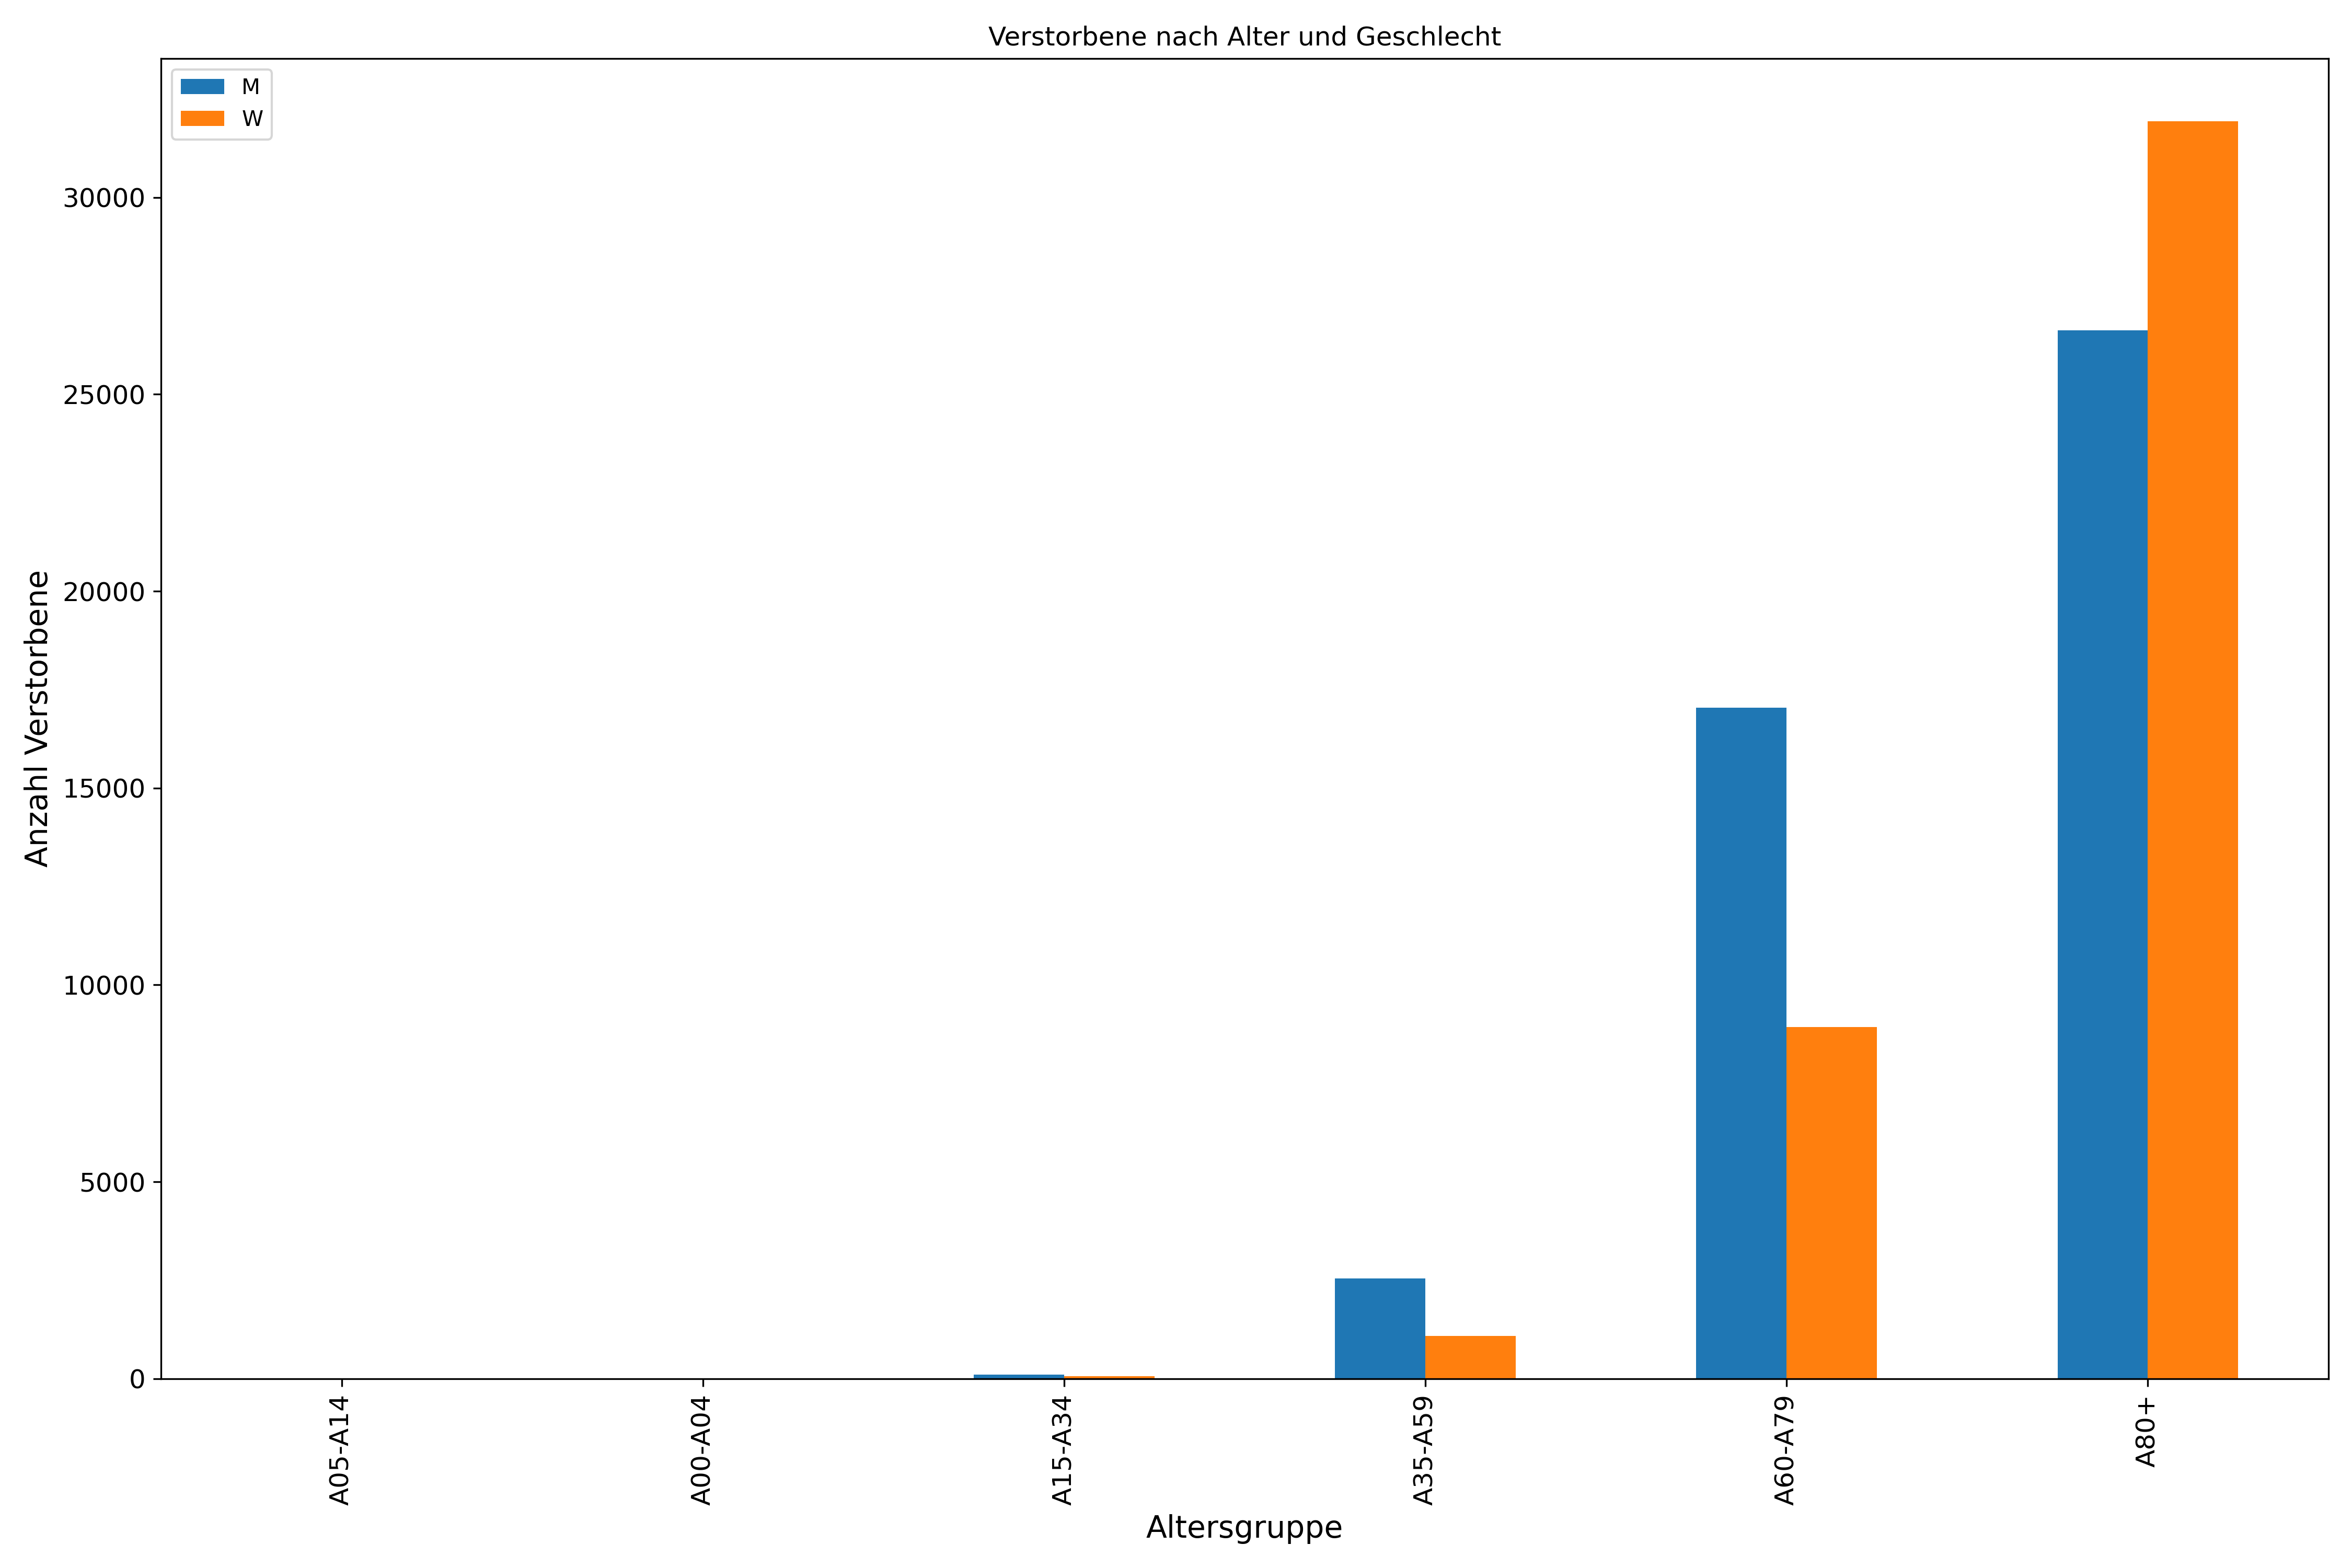 Verstorbene nach Alter und Geschlecht
M
W
30000
25000
20000
15000
10000
5000
0
Anzahl Verstorbene
A05-A14
A00-A04
A15-A34
A35-A59
A60-A79
A80+
Altersgruppe